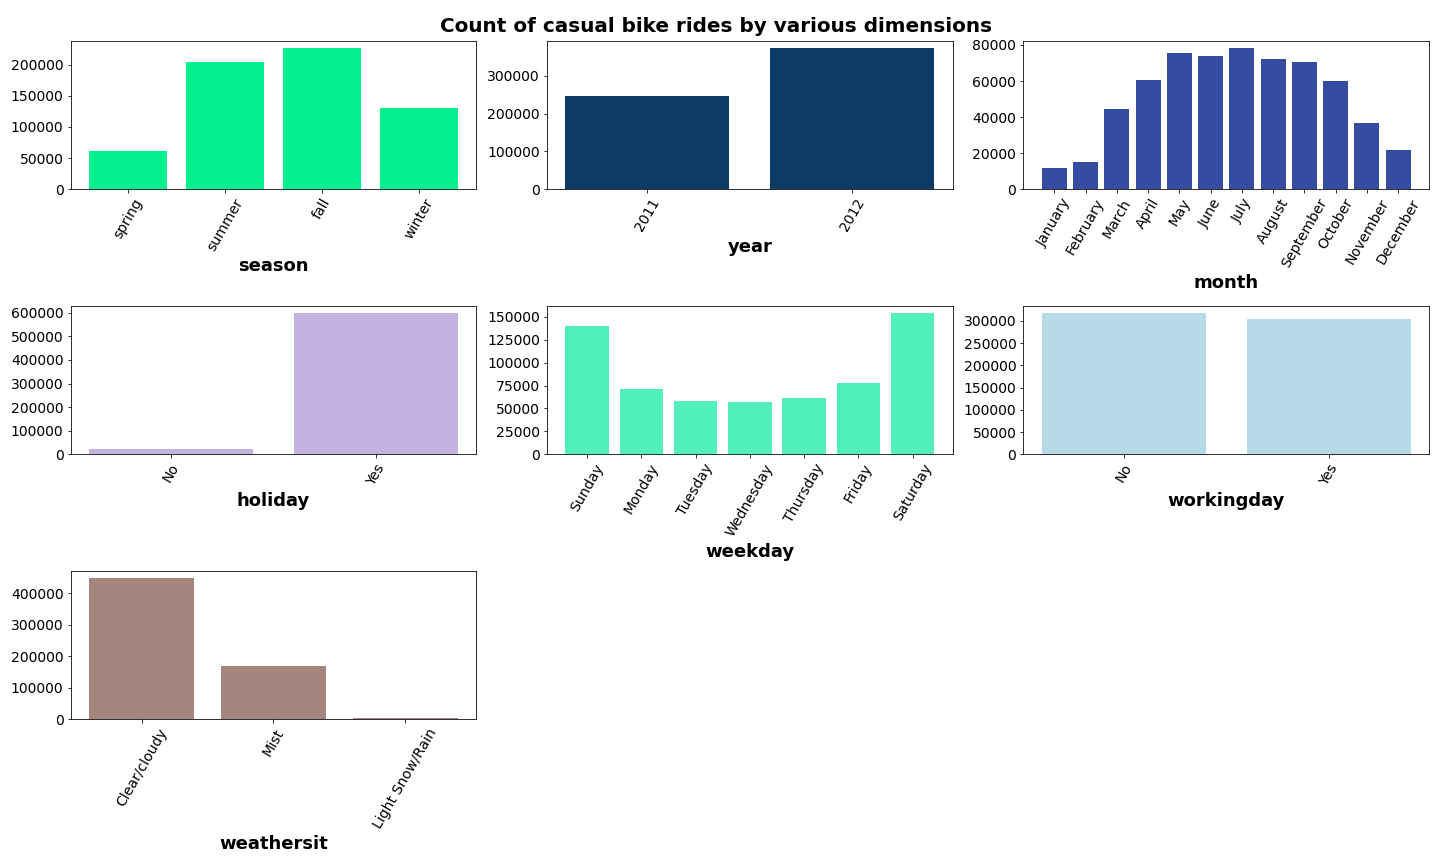 Count of casual bike rides by various dimensions
200000
150000
100000
50000
0
spring
summer
fall
winter
season
300000
200000
100000
0
2011
2012
year
80000
60000
40000
20000
0
January
February
March
April
May
June
July
August
September
October
November
December
month
600000
500000
400000
300000
200000
100000
0
No
Yes
holiday
150000
125000
100000
75000
50000
25000
0
Sunday
Monday
Tuesday
Wednesday
Thursday
Friday
Saturday
weekday
300000
250000
200000
150000
100000
50000
0
No
Yes
workingday
400000
300000
200000
100000
0
Clear/cloudy
Mist
Light Snow/Rain
weathersit